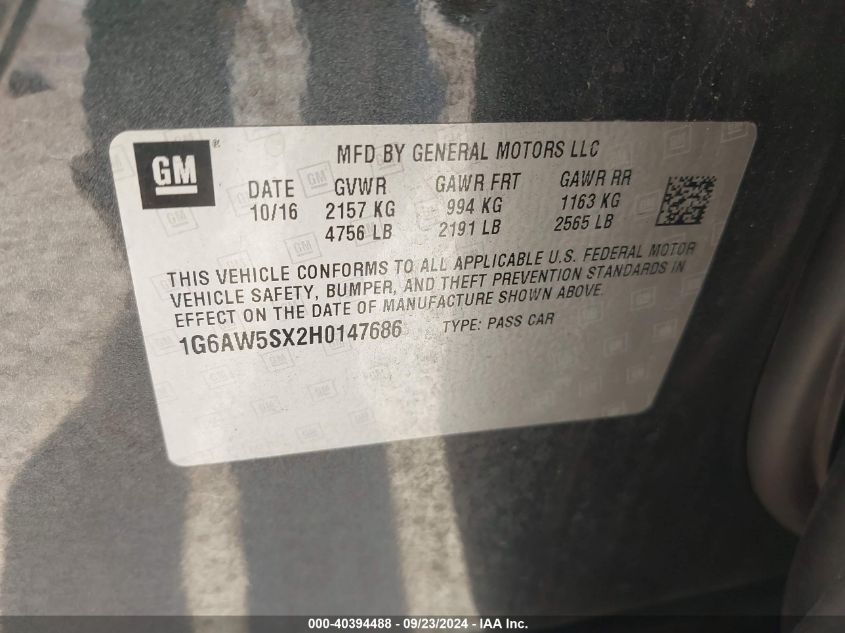 GM ®
MFD BY GENERAL MOTORS LLC
DATE GVWR GAWR FRT GAWR RR
10/16 2157 KG 994 KG 1163 KG
4756 LB 2191 LB 2565 LB
THIS VEHICLE CONFORMS TO ALL APPLICABLE U.S. FEDERAL MOTOR
VEHICLE SAFETY, BUMPER, AND THEFT PREVENTION STANDARDS IN
EFFECT ON THE DATE OF MANUFACTURE SHOWN ABOVE.
1G6AW5SX2H0147686 TYPE: PASS CAR
000-40394488 - 09/23/2024 - IAA Inc.